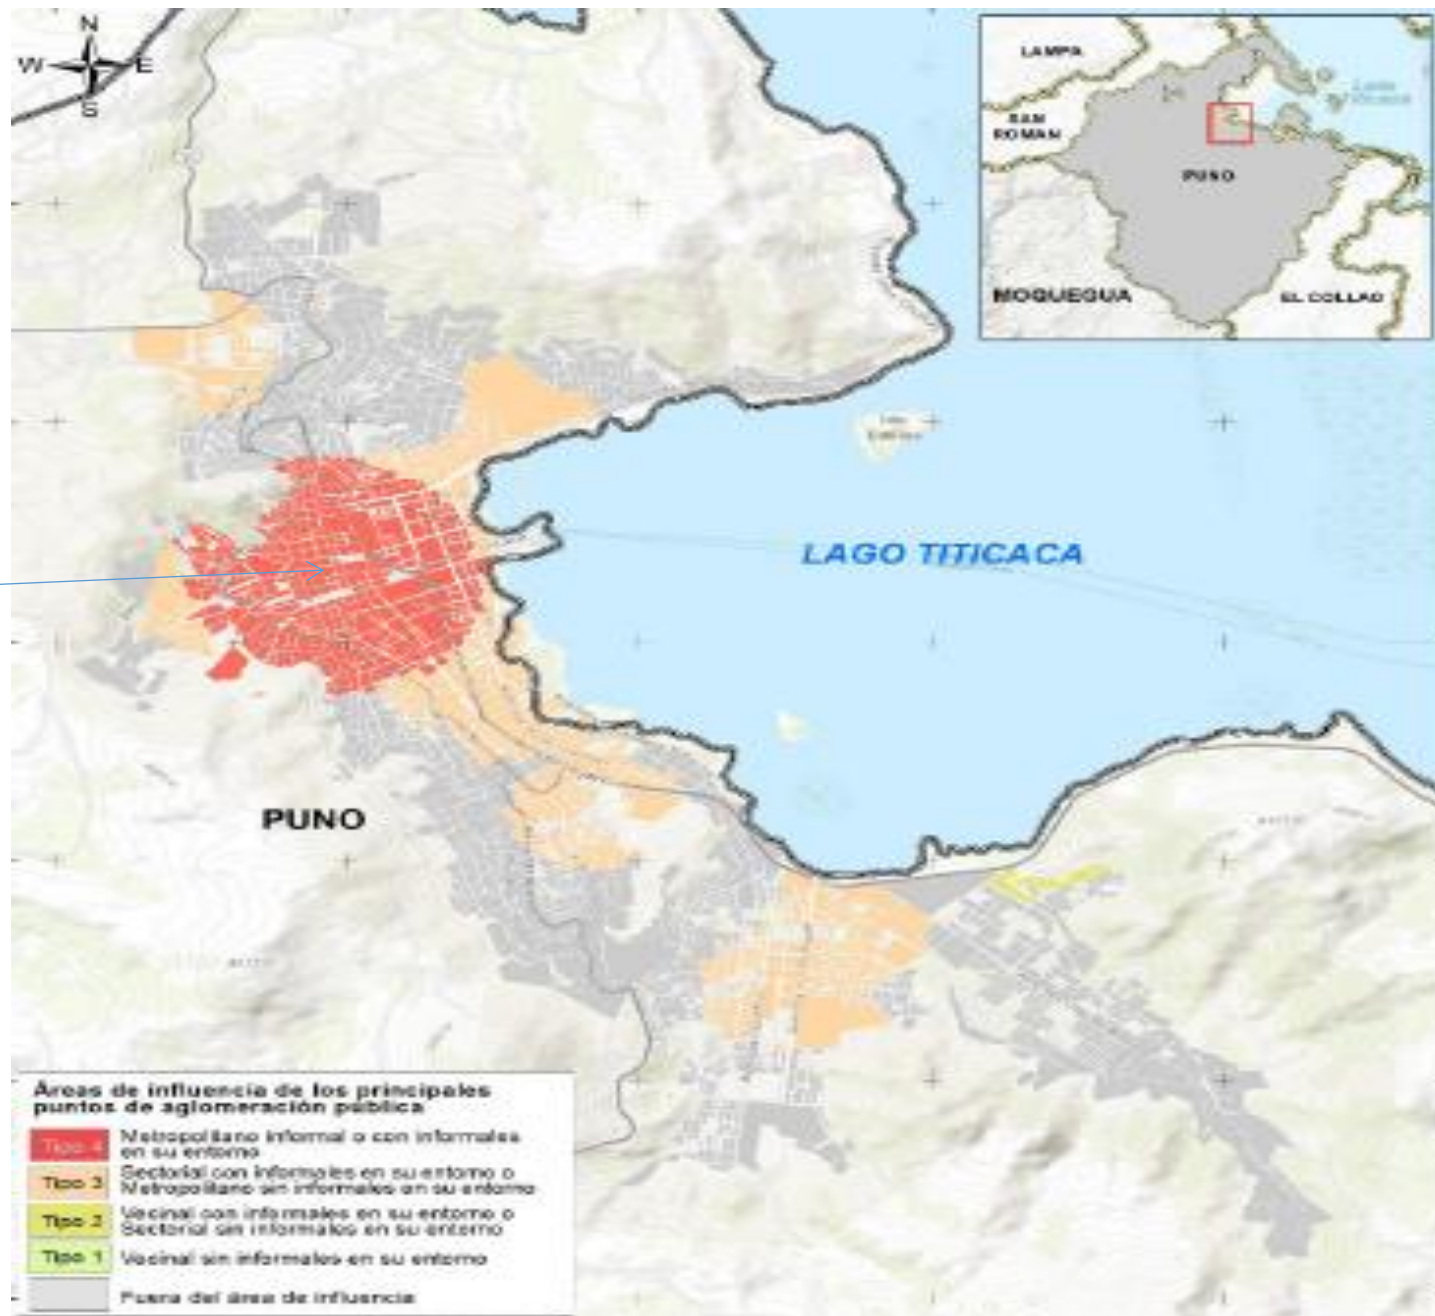 N
W E
S
LAMPA
SAN
ROMAN
PUNO
MOQUEGUA
EL COLLAO
LAGO TITICACA
PUNO
Áreas de influencia de los principales
puntos de aglomeración pública
Tipo 4 Metropolitano informal o con informales
en su entorno
Tipo 3 Sectorial con informales en su entorno o
Metropolitano sin informales en su entorno
Tipo 2 Vecinal con informales en su entorno o
Sectorial sin informales en su entorno
Tipo 1 Vecinal sin informales en su entorno
Fuera del área de influencia